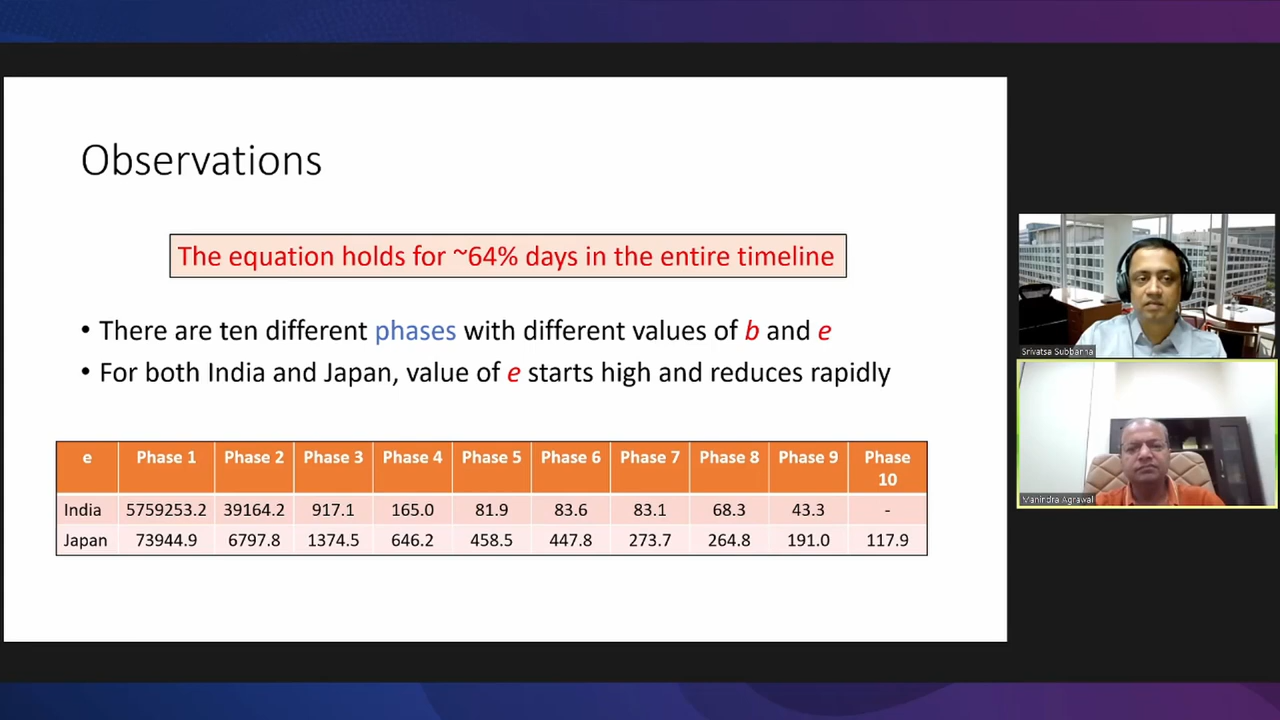 Observations
The equation holds for ~64% days in the entire timeline
• There are ten different phases with different values of b and e
• For both India and Japan, value of e starts high and reduces rapidly
e Phase 1 Phase 2 Phase 3 Phase 4 Phase 5 Phase 6 Phase 7 Phase 8 Phase 9 Phase 10
India 5759253.2 39164.2 917.1 165.0 81.9 83.6 83.1 68.3 43.3 -
Japan 73944.9 6797.8 1374.5 646.2 458.5 447.8 273.7 264.8 191.0 117.9
Srivatsa Subbanna
Manindra Agrawal